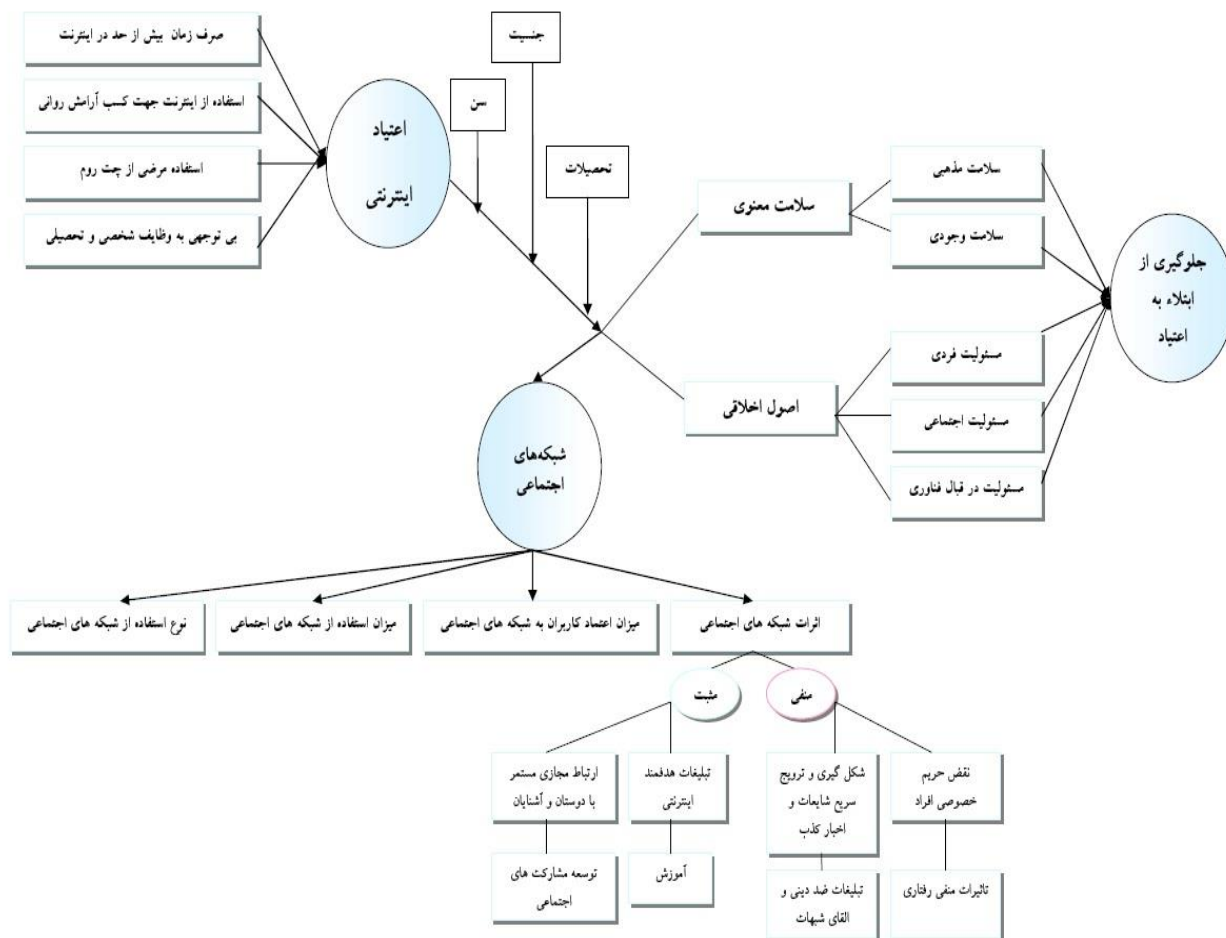 صرف زمان بیش از حد در اینترنت
استفاده از اینترنت جهت کسب آرامش روانی
استفاده مرضی از چت روم
بی توجهی به وظایف شخصی و تحصیلی
اعتیاد
اینترنتی
سن
جنسیت
تحصیلات
سلامت معنوی
اصول اخلاقی
سلامت مذهبی
سلامت وجودی
مسئولیت فردی
مسئولیت اجتماعی
مسئولیت در قبال فناوری
جلوگیری از
ابتلاء به
اعتیاد
شبکه‌های
اجتماعی
نوع استفاده از شبکه های اجتماعی
میزان استفاده از شبکه های اجتماعی
میزان اعتماد کاربران به شبکه های اجتماعی
اثرات شبکه های اجتماعی
مثبت
منفی
ارتباط مجازی مستمر
با دوستان و آشنایان
توسعه مشارکت های
اجتماعی
تبلیغات هدفمند
اینترنتی
آموزش
شکل گیری و ترویج
سریع شایعات و
اخبار کذب
تبلیغات ضد دینی و
القای شبهات
نقض حریم
خصوصی افراد
تاثیرات منفی رفتاری